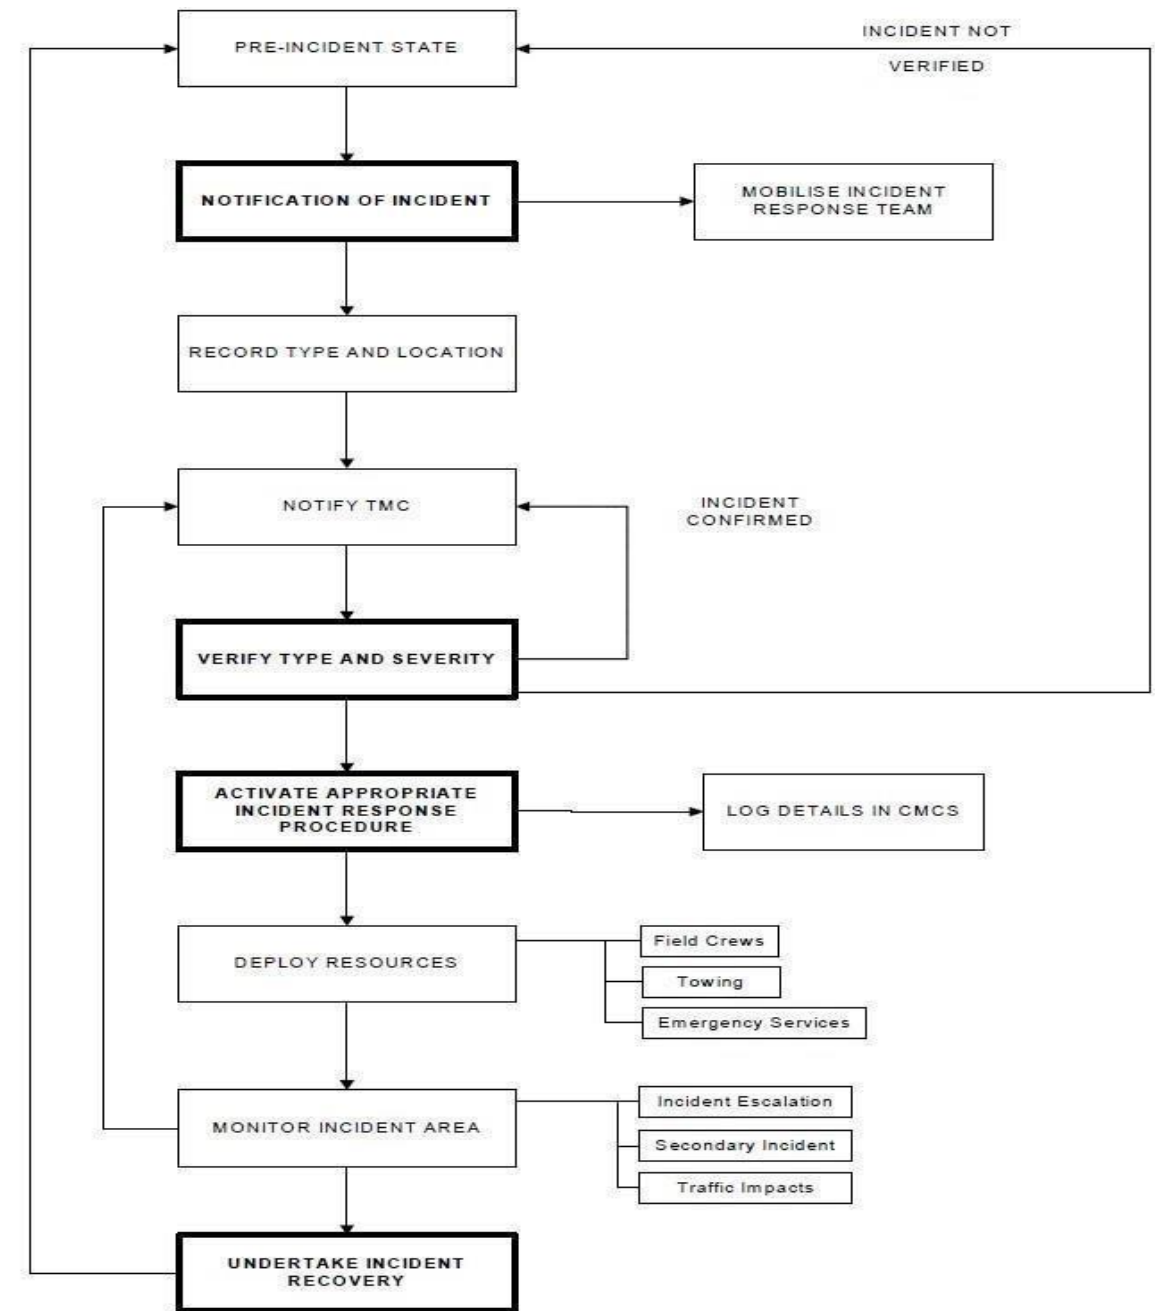 PRE-INCIDENT STATE
INCIDENT NOT
VERIFIED
NOTIFICATION OF INCIDENT
MOBILISE INCIDENT
RESPONSE TEAM
RECORD TYPE AND LOCATION
NOTIFY TMC
INCIDENT
CONFIRMED
VERIFY TYPE AND SEVERITY
ACTIVATE APPROPRIATE
INCIDENT RESPONSE
PROCEDURE
LOG DETAILS IN CMCS
DEPLOY RESOURCES
Field Crews
Towing
Emergency Services
MONITOR INCIDENT AREA
Incident Escalation
Secondary Incident
Traffic Impacts
UNDERTAKE INCIDENT
RECOVERY